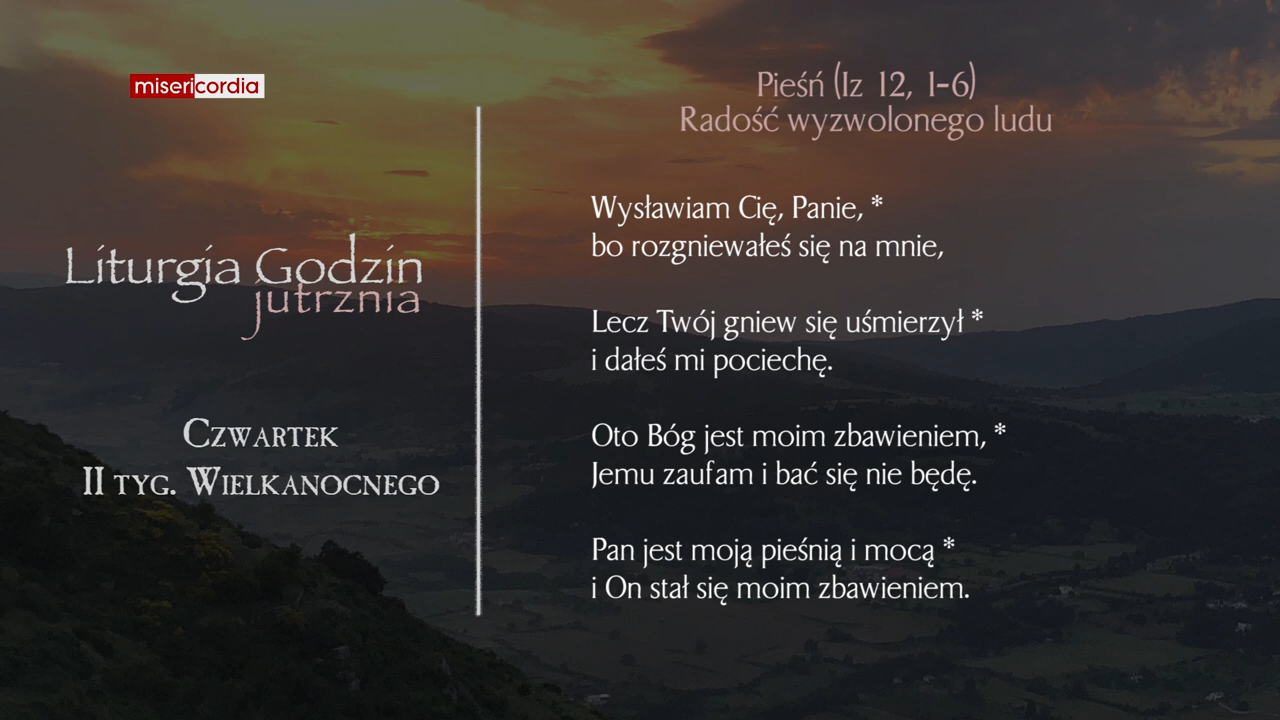 misericordia
Liturgia Godzin
jutrznia
Czwartek
II tyg. Wielkanocnego
Pieśń (Iz 12, 1-6)
Radość wyzwolonego ludu
Wysławiam Cię, Panie, *
bo rozgniewałeś się na mnie,
Lecz Twój gniew się uśmierzył *
i dałeś mi pociechę.
Oto Bóg jest moim zbawieniem, *
Jemu zaufam i bać się nie będę.
Pan jest moją pieśnią i mocą *
i On stał się moim zbawieniem.